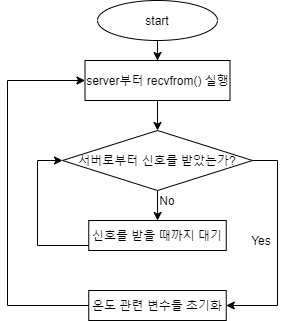 start
server부터 recvfrom() 실행
서버로부터 신호를 받았는가?
No
신호를 받을 때까지 대기
Yes
온도 관련 변수들 초기화